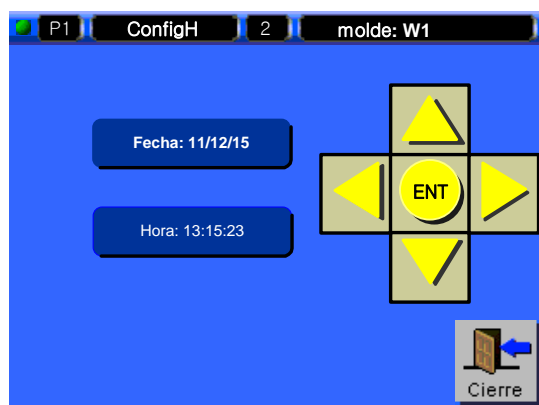 P1 ConfigH 2 molde: W1
Fecha: 11/12/15
ENT
Hora: 13:15:23
Cierre